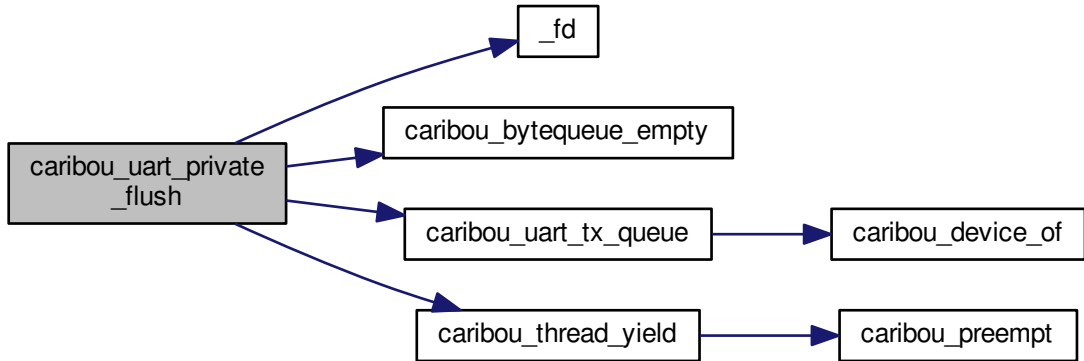 _fd
caribou_bytequeue_empty
caribou_uart_private
_flush
caribou_uart_tx_queue
caribou_device_of
caribou_thread_yield
caribou_preempt